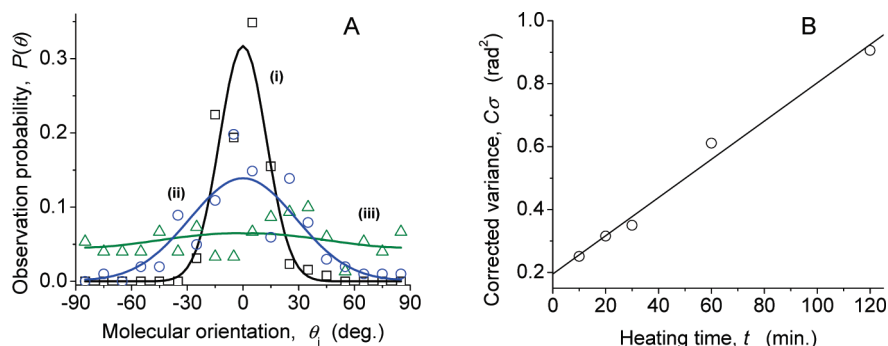 A
Observation probability, P(θ)
0.3
0.2
0.1
0.0
(i)
(ii)
(iii)
-90 -60 -30 0 30 60 90
Molecular orientation, θi (deg.)
B
Corrected variance, Cσ (rad²)
1.0
0.8
0.6
0.4
0.2
0 20 40 60 80 100 120
Heating time, t (min.)